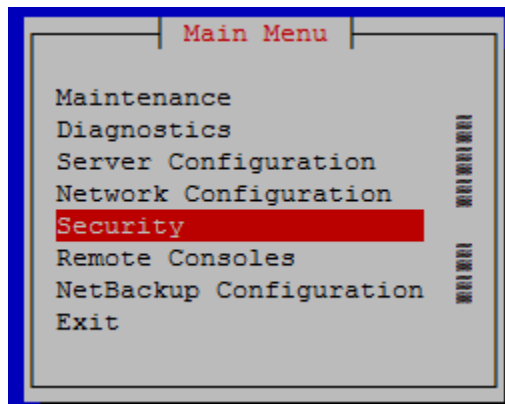 Main Menu
Maintenance
Diagnostics
Server Configuration
Network Configuration
Security
Remote Consoles
NetBackup Configuration
Exit